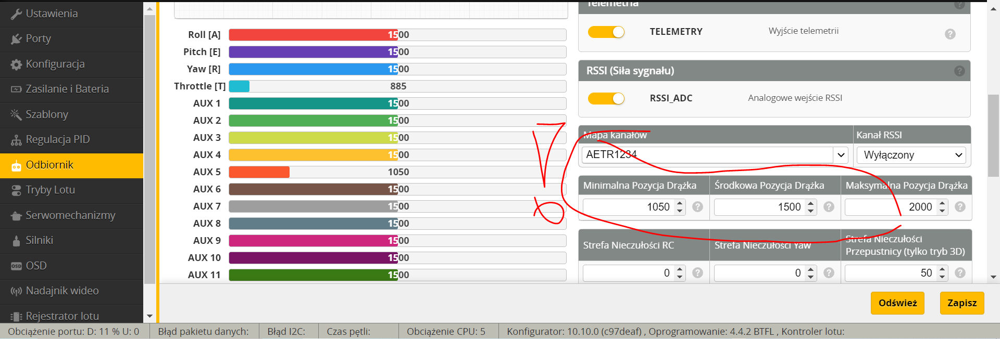 Ustawienia
Porty
Konfiguracja
Zasilanie i Bateria
Szablony
Regulacja PID
Odbiornik
Tryby Lotu
Serwomechanizmy
Silniki
OSD OSD
Nadajnik wideo
Rejestrator lotu
Roll [A] 1500
Pitch [E] 1500
Yaw [R] 1500
Throttle [T] 885
AUX 1 1500
AUX 2 1500
AUX 3 1500
AUX 4 1500
AUX 5 1050
AUX 6 1500
AUX 7 1500
AUX 8 1500
AUX 9 1500
AUX 10 1500
AUX 11 1500
Telemetria ?
TELEMETRY Wyjście telemetrii ?
RSSI (Siła sygnału) ?
RSSI_ADC Analogowe wejście RSSI
Mapa kanałów Kanał RSSI
AETR1234 Wyłączony
Minimalna Pozycja Drążka Środkowa Pozycja Drążka Maksymalna Pozycja Drążka
1050 ? 1500 ? 2000 ?
Strefa Nieczułości RC Strefa Nieczułości Yaw Strefa Nieczułości
Przepustnicy (tylko tryb 3D)
0 ? 0 ? 50 ?
Odśwież Zapisz
Obciążenie portu: D: 11 % U: 0 Błąd pakietu danych: Błąd I2C: Czas pętli: Obciążenie CPU: 5 Konfigurator: 10.10.0 (c97deaf) , Oprogramowanie: 4.4.2 BTFL , Kontroler lotu: